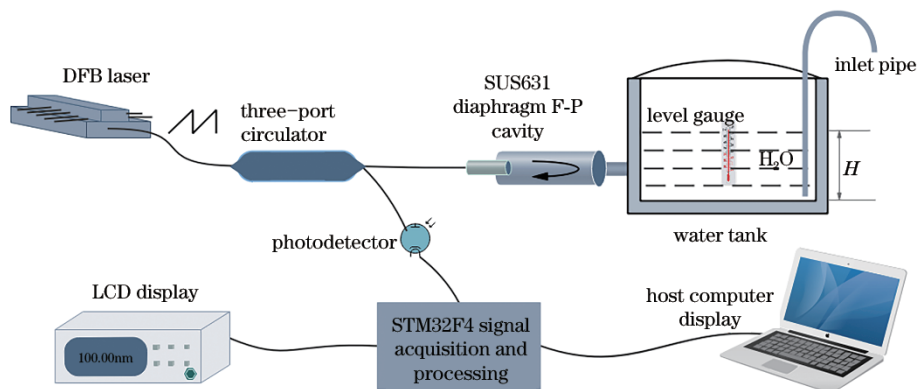 DFB laser
three-port
circulator
SUS631
diaphragm F-P
cavity
inlet pipe
level gauge
H₂O
H
water tank
photodetector
LCD display
100.00nm
STM32F4 signal
acquisition and
processing
host computer
display